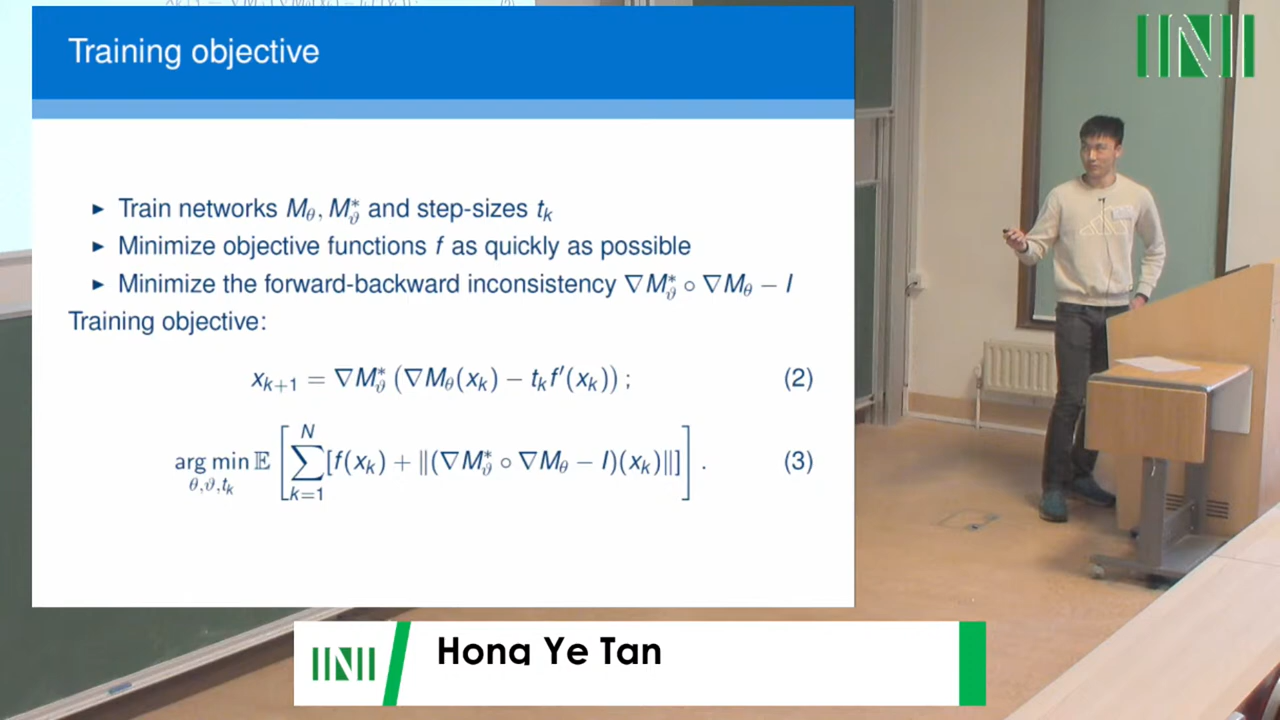 INI
Training objective
► Train networks M_θ, M*_ϑ and step-sizes t_k
► Minimize objective functions f as quickly as possible
► Minimize the forward-backward inconsistency ∇M*_ϑ ∘ ∇M_θ − I
Training objective:
x_{k+1} = ∇M*_ϑ (∇M_θ(x_k) − t_k f′(x_k)) ; (2)
arg min_{θ,ϑ,t_k} 𝔼 [ ∑_{k=1}^{N} [f(x_k) + ‖(∇M*_ϑ ∘ ∇M_θ − I)(x_k)‖] ] . (3)
INI
Hong Ye Tan